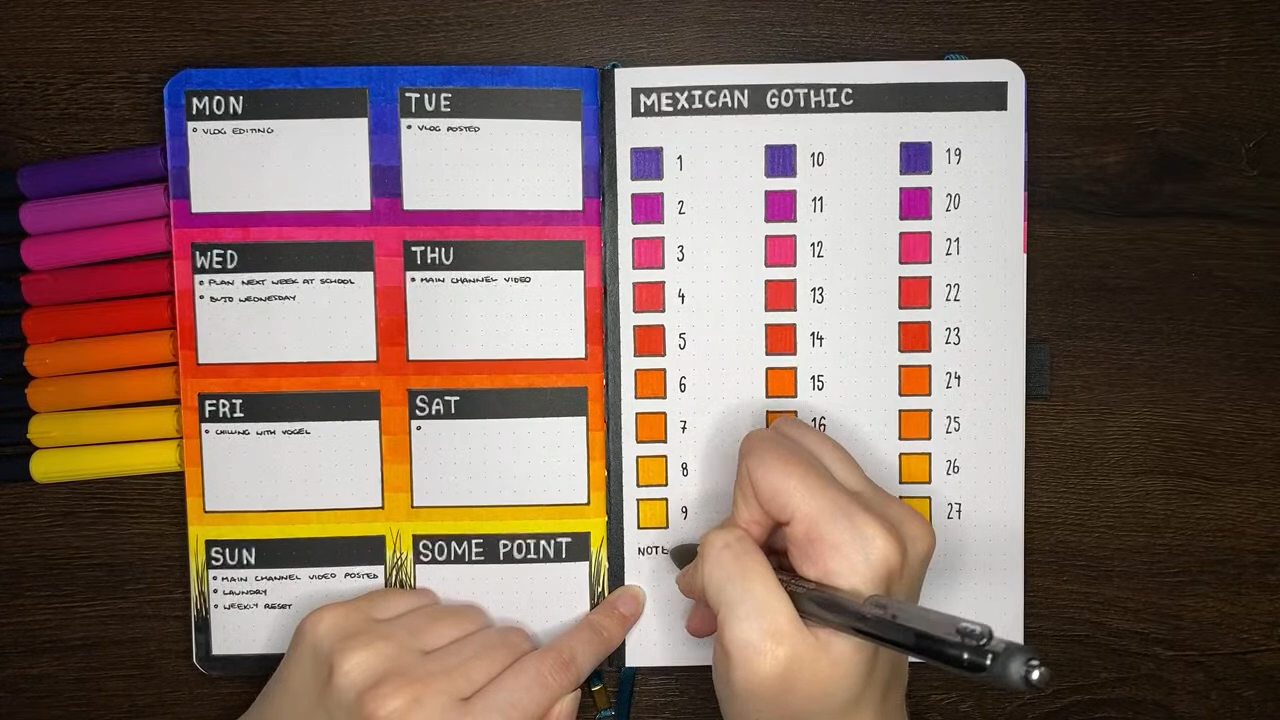 MON
VLOG EDITING
TUE
VLOG POSTED
WED
PLAN NEXT WEEK AT SCHOOL
BUJO WEDNESDAY
THU
MAIN CHANNEL VIDEO
FRI
CHILLING WITH VOGEL
SAT
SUN
MAIN CHANNEL VIDEO POSTED
LAUNDRY
WEEKLY RESET
SOME POINT
MEXICAN GOTHIC
1
2
3
4
5
6
7
8
9
10
11
12
13
14
15
16
19
20
21
22
23
24
25
26
27
NOTE